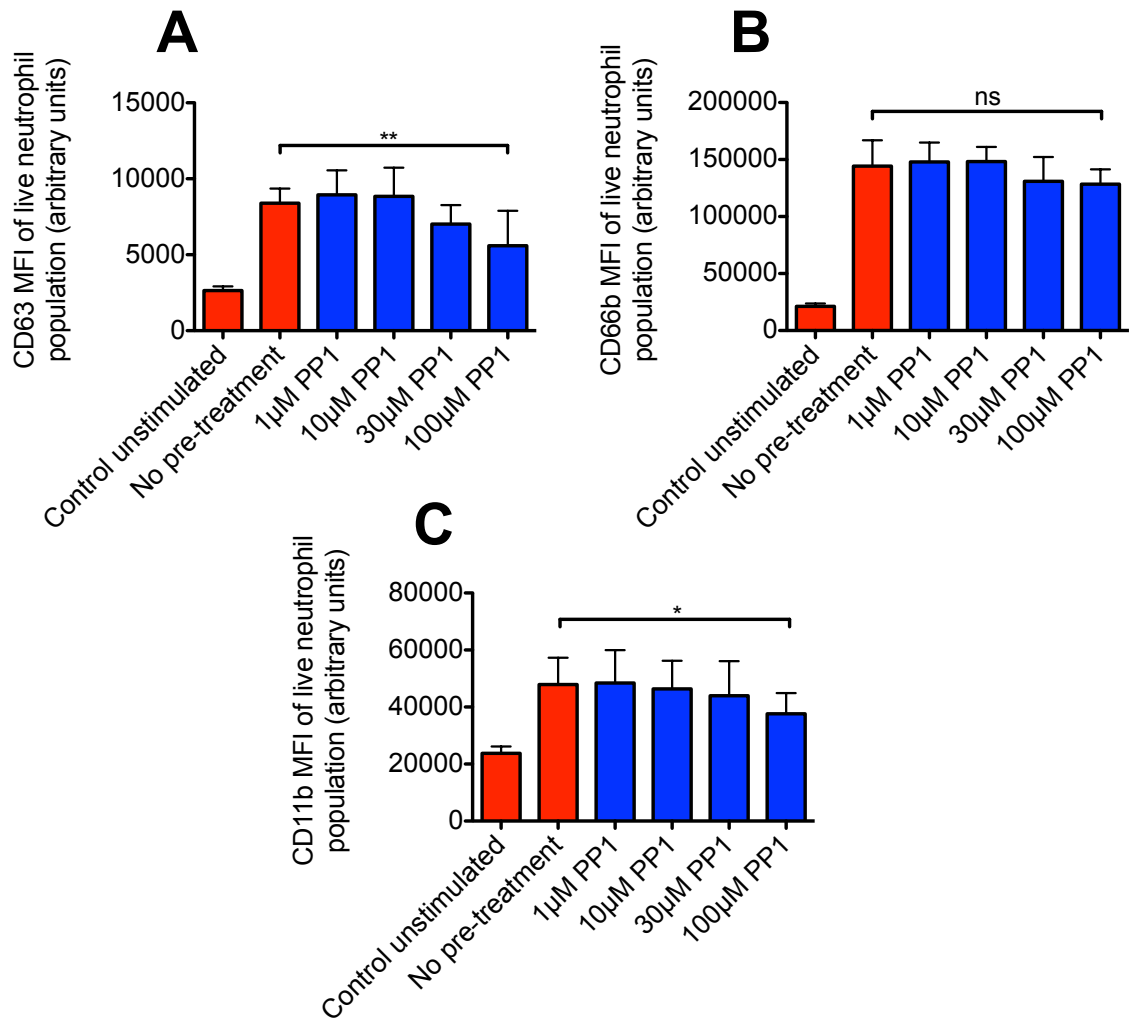 A
CD63 MFI of live neutrophil
population (arbitrary units)
15000
10000
5000
0
**
Control unstimulated
No pre-treatment
1µM PP1
10µM PP1
30µM PP1
100µM PP1
B
CD66b MFI of live neutrophil
population (arbitrary units)
200000
150000
100000
50000
0
ns
Control unstimulated
No pre-treatment
1µM PP1
10µM PP1
30µM PP1
100µM PP1
C
CD11b MFI of live neutrophil
population (arbitrary units)
80000
60000
40000
20000
0
*
Control unstimulated
No pre-treatment
1µM PP1
10µM PP1
30µM PP1
100µM PP1